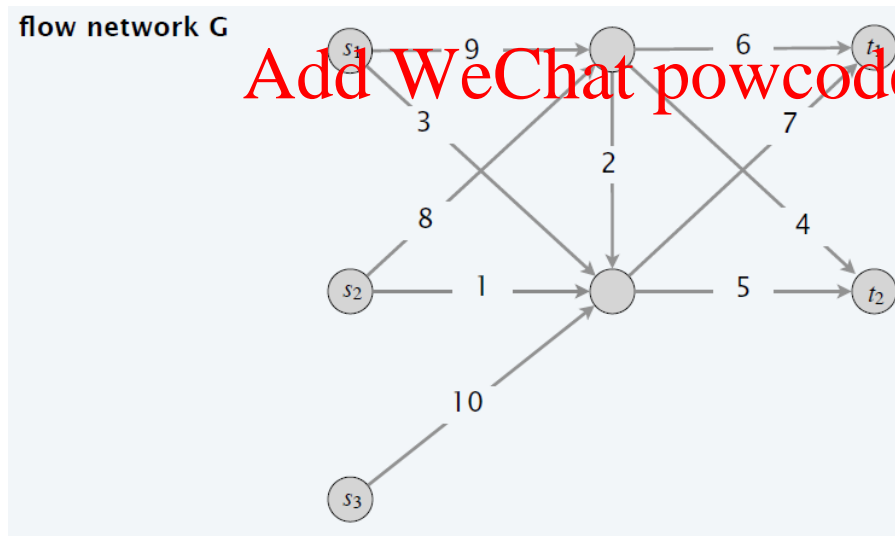 flow network G
s1 9 6 t1
Add WeChat powcode
3 7
2
8 4
s2 1 5 t2
10
s3